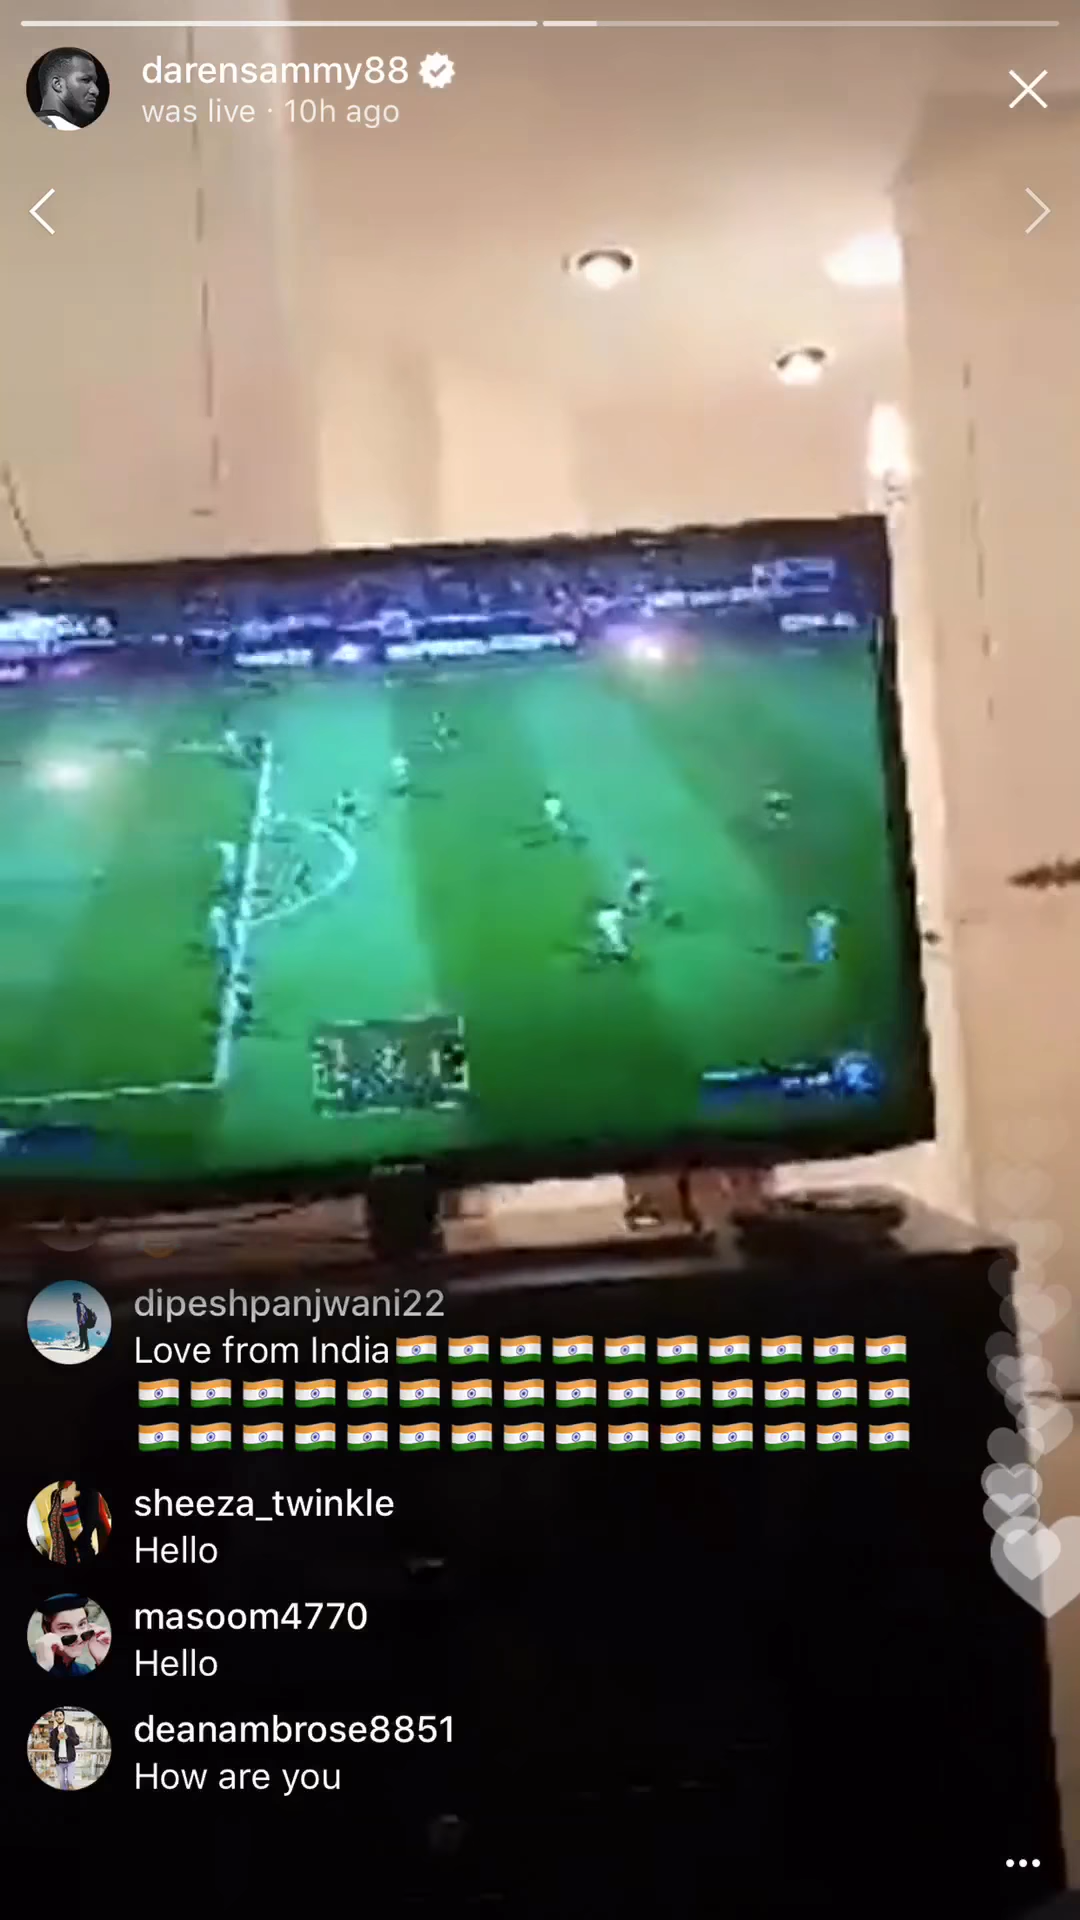 darensammy88
was live · 10h ago
dipeshpanjwani22
Love from India🇮🇳🇮🇳🇮🇳🇮🇳🇮🇳🇮🇳🇮🇳🇮🇳🇮🇳🇮🇳
🇮🇳🇮🇳🇮🇳🇮🇳🇮🇳🇮🇳🇮🇳🇮🇳🇮🇳🇮🇳🇮🇳🇮🇳🇮🇳🇮🇳🇮🇳
🇮🇳🇮🇳🇮🇳🇮🇳🇮🇳🇮🇳🇮🇳🇮🇳🇮🇳🇮🇳🇮🇳🇮🇳🇮🇳🇮🇳🇮🇳
sheeza_twinkle
Hello
masoom4770
Hello
deanambrose8851
How are you